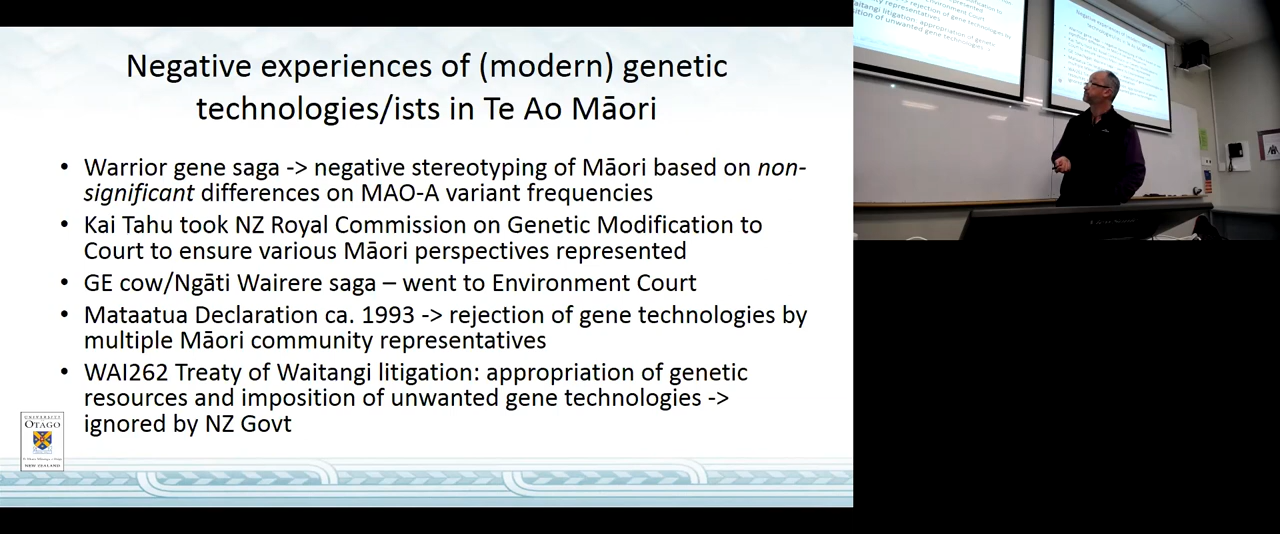 Negative experiences of (modern) genetic
technologies/ists in Te Ao Māori
• Warrior gene saga -> negative stereotyping of Māori based on non-
significant differences on MAO-A variant frequencies
• Kai Tahu took NZ Royal Commission on Genetic Modification to
Court to ensure various Māori perspectives represented
• GE cow/Ngāti Wairere saga – went to Environment Court
• Mataatua Declaration ca. 1993 -> rejection of gene technologies by
multiple Māori community representatives
• WAI262 Treaty of Waitangi litigation: appropriation of genetic
resources and imposition of unwanted gene technologies ->
ignored by NZ Govt
UNIVERSITY
OTAGO
NEW ZEALAND